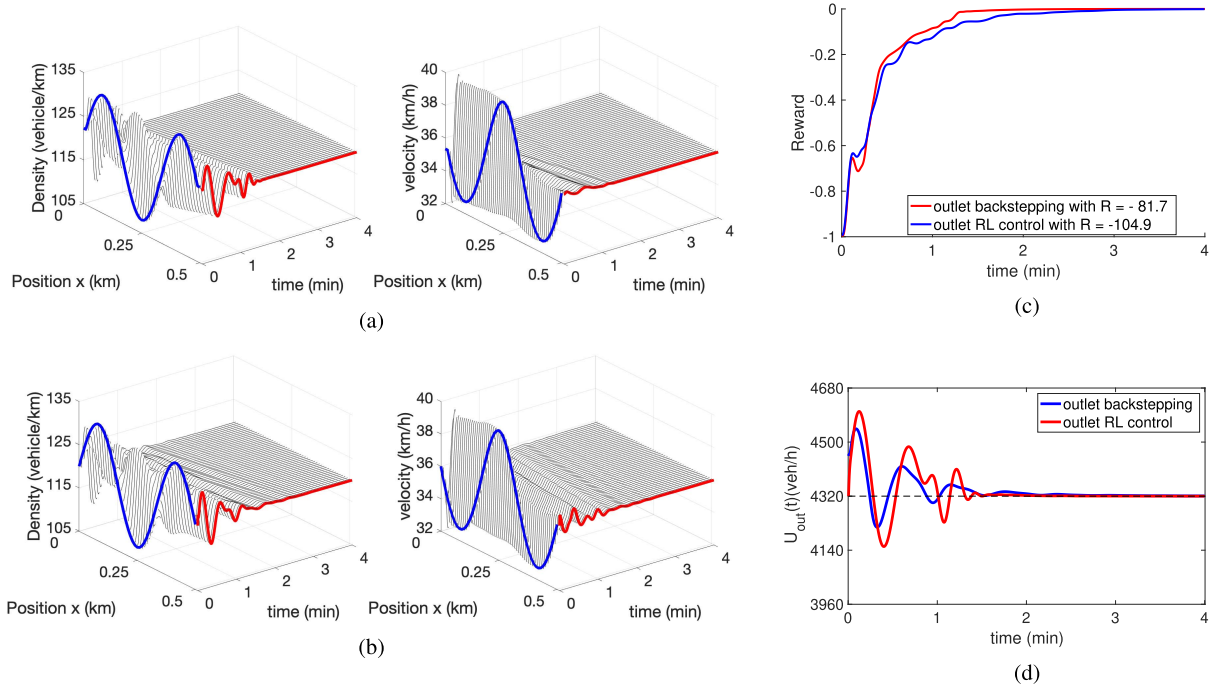 Density (vehicle/km)
135
125
115
105
0
0.25
0.5
Position x (km)
0
1
2
3
4
time (min)
velocity (km/h)
40
38
36
34
32
0
0.25
0.5
Position x (km)
0
1
2
3
4
time (min)
(a)
Reward
0
-0.2
-0.4
-0.6
-0.8
-1
outlet backstepping with R = - 81.7
outlet RL control with R = -104.9
0
1
2
3
4
time (min)
(c)
Density (vehicle/km)
135
125
115
105
0
0.25
0.5
Position x (km)
0
1
2
3
4
time (min)
velocity (km/h)
40
38
36
34
32
0
0.25
0.5
Position x (km)
0
1
2
3
4
time (min)
(b)
U_out(t)(veh/h)
4680
4500
4320
4140
3960
outlet backstepping
outlet RL control
0
1
2
3
4
time (min)
(d)